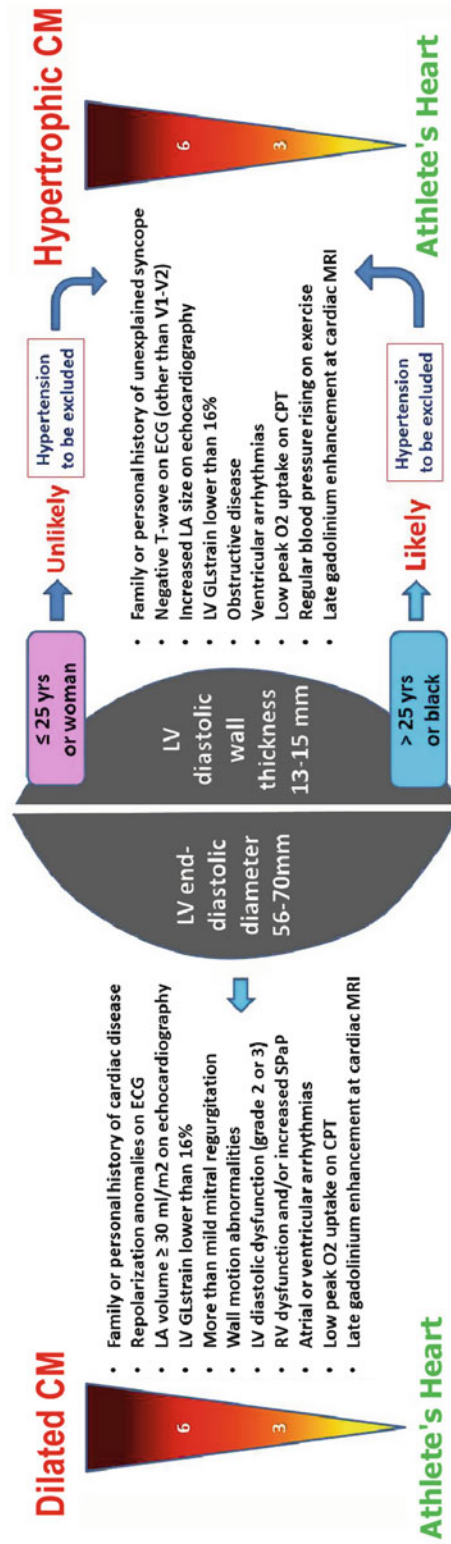 Dilated CM
6
3
Athlete's Heart
• Family or personal history of cardiac disease
• Repolarization anomalies on ECG
• LA volume ≥ 30 ml/m2 on echocardiography
• LV GLstrain lower than 16%
• More than mild mitral regurgitation
• Wall motion abnormalities
• LV diastolic dysfunction (grade 2 or 3)
• RV dysfunction and/or increased SPaP
• Atrial or ventricular arrhythmias
• Low peak O2 uptake on CPT
• Late gadolinium enhancement at cardiac MRI
LV end-
diastolic
diameter
56-70mm
LV
diastolic
wall
thickness
13-15 mm
≤ 25 yrs
or woman
Unlikely
Hypertension
to be excluded
> 25 yrs
or black
Likely
Hypertension
to be excluded
• Family or personal history of unexplained syncope
• Negative T-wave on ECG (other than V1-V2)
• Increased LA size on echocardiography
• LV GLstrain lower than 16%
• Obstructive disease
• Ventricular arrhythmias
• Low peak O2 uptake on CPT
• Regular blood pressure rising on exercise
• Late gadolinium enhancement at cardiac MRI
Hypertrophic CM
6
3
Athlete's Heart